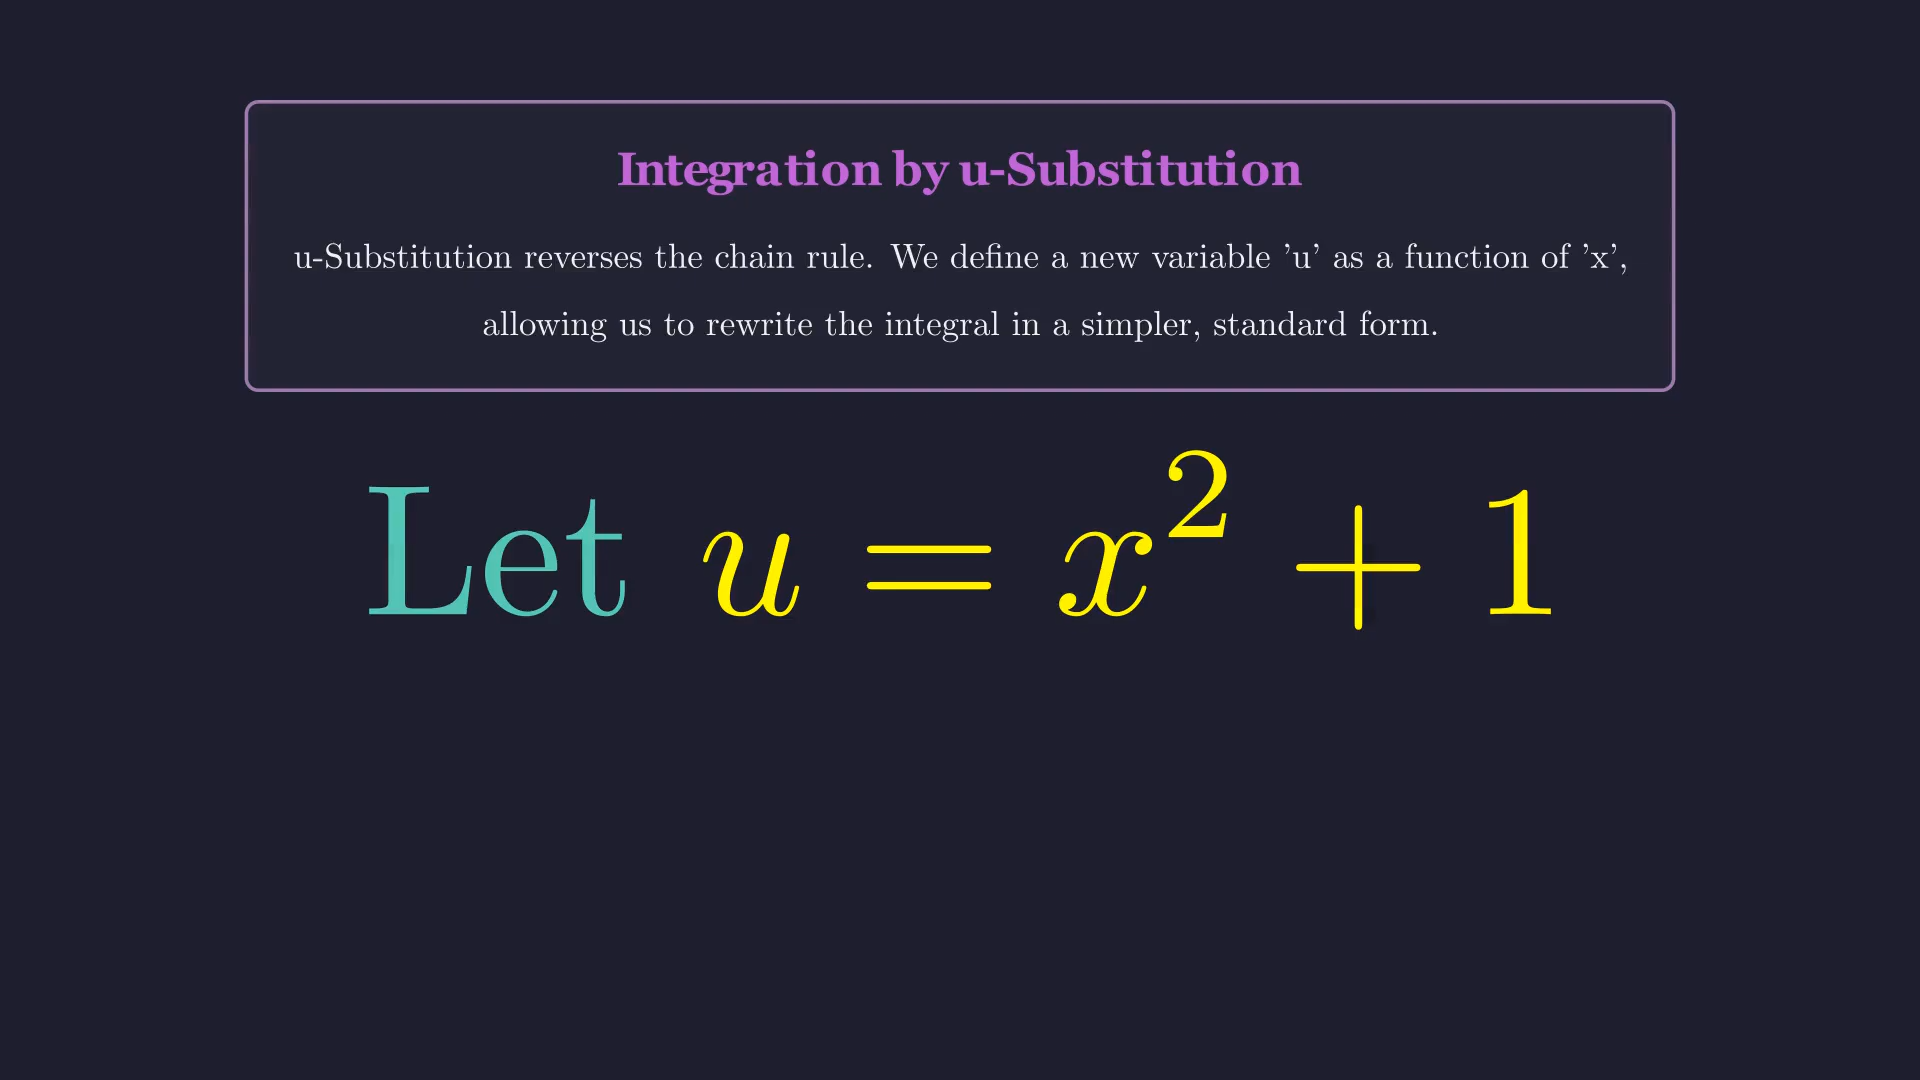 Integration by u-Substitution
u-Substitution reverses the chain rule. We define a new variable 'u' as a function of 'x',
allowing us to rewrite the integral in a simpler, standard form.
Let u = x² + 1